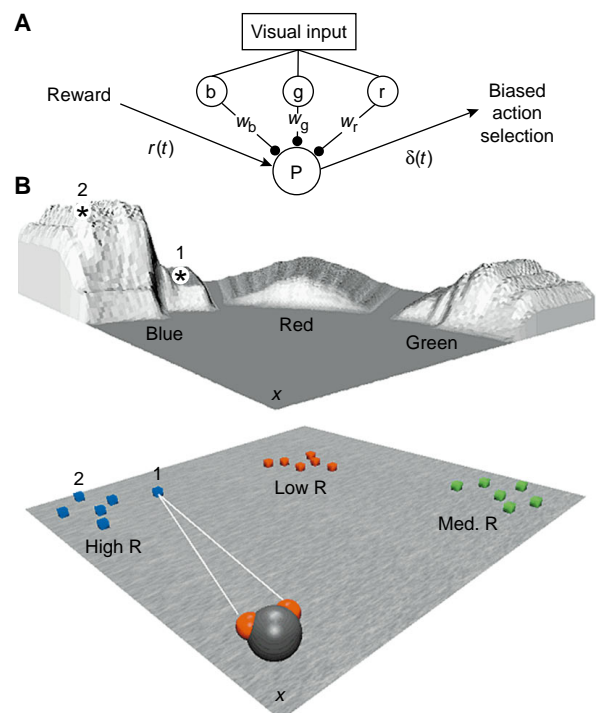 A
Visual input
Reward
b
g
r
w_b
w_g
w_r
r(t)
P
δ(t)
Biased
action
selection
B
2
*
1
*
Blue
Red
Green
x
2
1
Low R
High R
Med. R
x